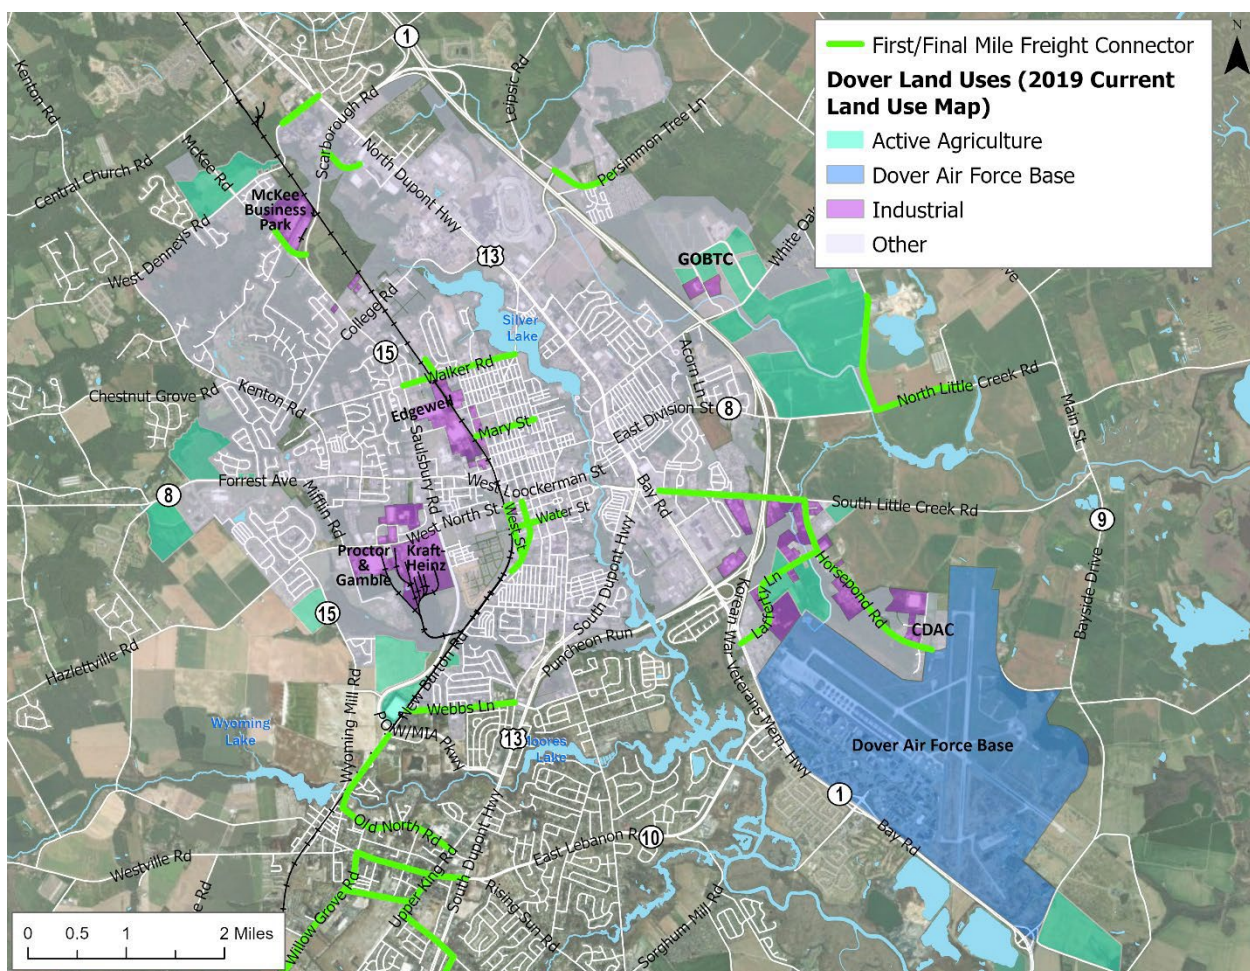 N
First/Final Mile Freight Connector
Dover Land Uses (2019 Current
Land Use Map)
Active Agriculture
Dover Air Force Base
Industrial
Other
1
Kenton Rd
Scarborough Rd
Leipsic Rd
Persimmon Tree Ln
McKee Rd
Central Church Rd
North Dupont Hwy
McKee
Business
Park
West Denneys Rd
13
GOBTC
White Oak
ve
College Rd
Silver
Lake
15
Walker Rd
Acorn Ln
Chestnut Grove Rd
Kenton Rd
Edgewell
8
North Little Creek Rd
Main St
Mary St
East Division St
Saulsbury Rd
Forrest Ave
8
Mifflin Rd
West Loockerman St
Bay Rd
South Little Creek Rd
9
West North St
West St
Water St
Proctor
&
Gamble
Kraft-
Heinz
South Dupont Hwy
Lafferty Ln
Horsepond Rd
Bayside Drive
15
Korean War Veterans Mem. Hwy
CDAC
Hazlettville Rd
Puncheon Run
New Burton Rd
Webbs Ln
Wyoming Mill Rd
Wyoming
Lake
POW/MIA Pkwy
13
Moores
Lake
Dover Air Force Base
1
Bay Rd
Old North Rd
South Dupont Hwy
10
East Lebanon R
Westville Rd
e Rd
Willow Grove Rd
Upper King Rd
Rising Sun Rd
Sorghum Mill Rd
0 0.5 1 2 Miles